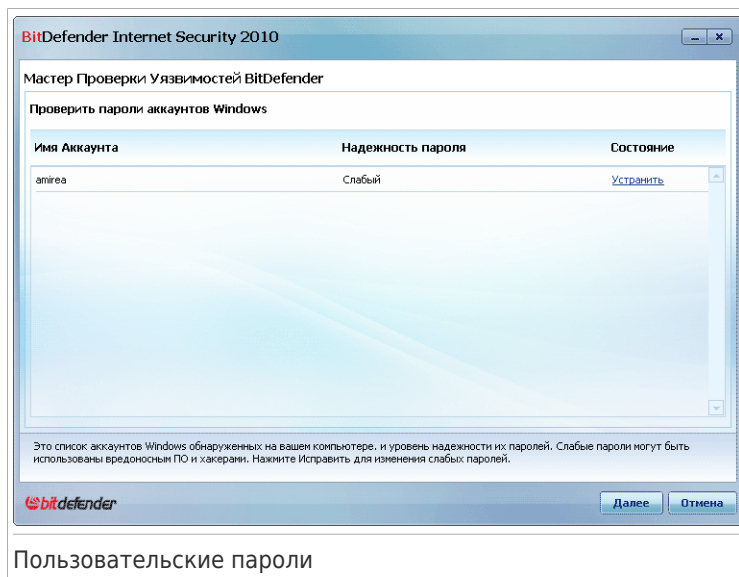 BitDefender Internet Security 2010
Мастер Проверки Уязвимостей BitDefender
Проверить пароли аккаунтов Windows
Имя Аккаунта Надежность пароля Состояние
amirea Слабый Устранить
Это список аккаунтов Windows обнаруженных на вашем компьютере. и уровень надежности их паролей. Слабые пароли могут быть
использованы вредоносным ПО и хакерами. Нажмите Исправить для изменения слабых паролей.
bitdefender Далее Отмена
Пользовательские пароли